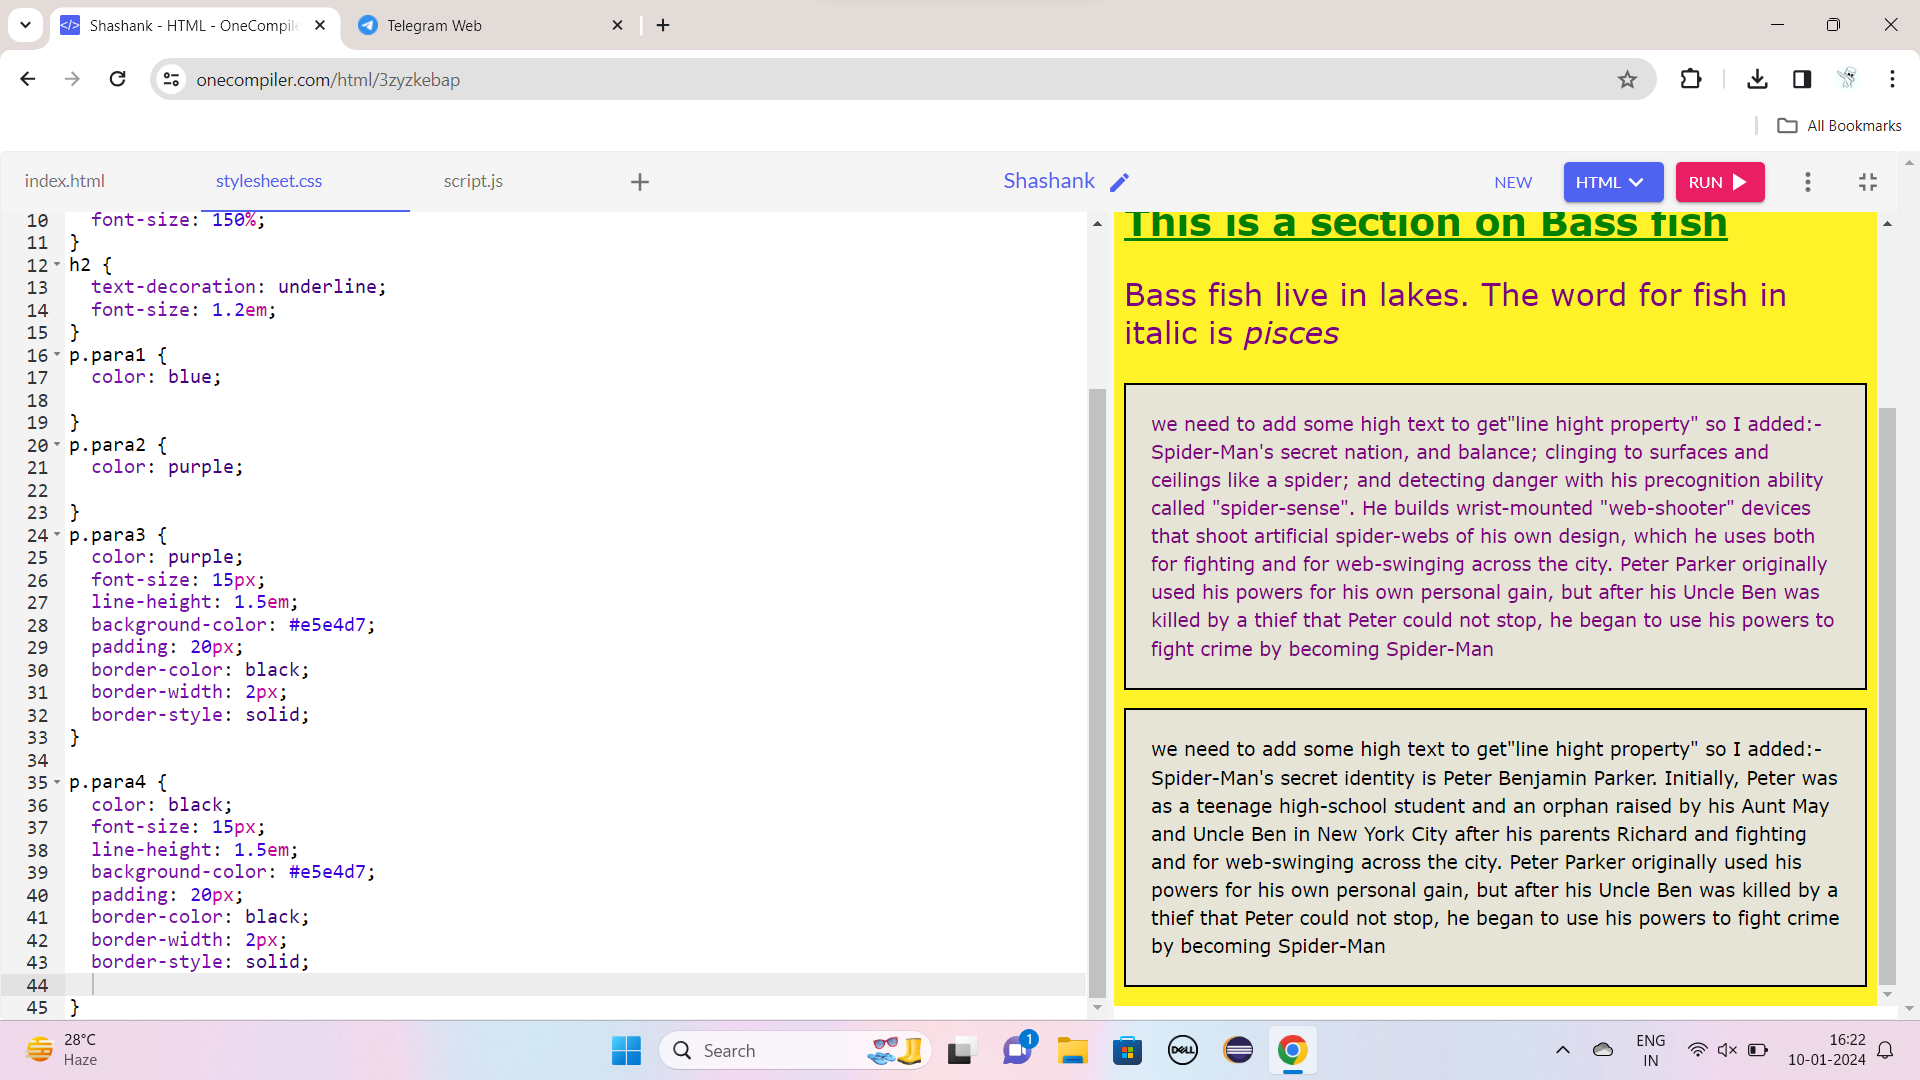 Shashank - HTML - OneCompile
Telegram Web
onecompiler.com/html/3zyzkebap
All Bookmarks
index.html
stylesheet.css
script.js
Shashank
NEW
HTML
RUN
10 font-size: 150%;
11 }
12 h2 {
13 text-decoration: underline;
14 font-size: 1.2em;
15 }
16 p.para1 {
17 color: blue;
18
19 }
20 p.para2 {
21 color: purple;
22
23 }
24 p.para3 {
25 color: purple;
26 font-size: 15px;
27 line-height: 1.5em;
28 background-color: #e5e4d7;
29 padding: 20px;
30 border-color: black;
31 border-width: 2px;
32 border-style: solid;
33 }
34
35 p.para4 {
36 color: black;
37 font-size: 15px;
38 line-height: 1.5em;
39 background-color: #e5e4d7;
40 padding: 20px;
41 border-color: black;
42 border-width: 2px;
43 border-style: solid;
44
45 }
This is a section on Bass fish
Bass fish live in lakes. The word for fish in
italic is pisces
we need to add some high text to get"line hight property" so I added:-
Spider-Man's secret nation, and balance; clinging to surfaces and
ceilings like a spider; and detecting danger with his precognition ability
called "spider-sense". He builds wrist-mounted "web-shooter" devices
that shoot artificial spider-webs of his own design, which he uses both
for fighting and for web-swinging across the city. Peter Parker originally
used his powers for his own personal gain, but after his Uncle Ben was
killed by a thief that Peter could not stop, he began to use his powers to
fight crime by becoming Spider-Man
we need to add some high text to get"line hight property" so I added:-
Spider-Man's secret identity is Peter Benjamin Parker. Initially, Peter was
as a teenage high-school student and an orphan raised by his Aunt May
and Uncle Ben in New York City after his parents Richard and fighting
and for web-swinging across the city. Peter Parker originally used his
powers for his own personal gain, but after his Uncle Ben was killed by a
thief that Peter could not stop, he began to use his powers to fight crime
by becoming Spider-Man
28°C
Haze
Search
1
DELL
ENG
IN
16:22
10-01-2024